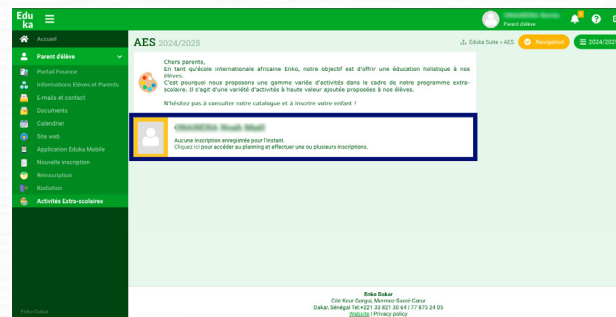 Edu
ka
Parent d'élève
Accueil
Parent d'élève
Portail Finance
Informations Elèves et Parents
E-mails et contact
Documents
Calendrier
Site web
Application Eduka Mobile
Nouvelle inscription
Réinscription
Radiation
Activités Extra-scolaires
Enko Dakar
AES 2024/2025
Eduka Suite » AES
Navigation
2024/2025
Chers parents,
En tant qu'école internationale africaine Enko, notre objectif est d'offrir une éducation holistique à nos
élèves.
C'est pourquoi nous proposons une gamme variée d'activités dans le cadre de notre programme extra-
scolaire. Il s'agit d'une variété d'activités à haute valeur ajoutée proposées à nos élèves.
N'hésitez pas à consulter notre catalogue et à inscrire votre enfant !
Aucune inscription enregistrée pour l'instant.
Cliquez ici pour accéder au planning et effectuer une ou plusieurs inscriptions.
Enko Dakar
Cité Keur Gorgui, Mermoz-Sacré-Cœur
Dakar, Sénégal Tel:+221 33 821 30 64 | 77 875 24 05
Website | Privacy policy